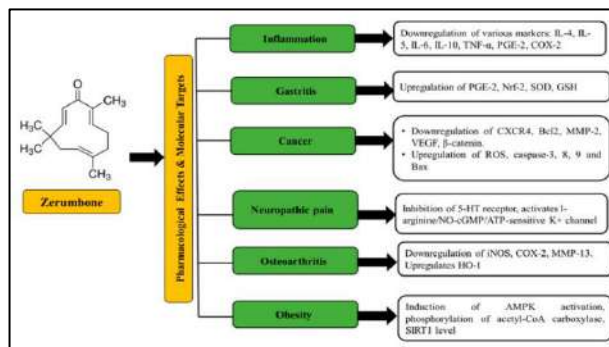 O
CH₃
H₃C
H₃C
CH₃
Zerumbone
Pharmacological Effects & Molecular Targets
Inflammation
Downregulation of various markers: IL-4, IL-
5, IL-6, IL-10, TNF-α, PGE-2, COX-2
Gastritis
Upregulation of PGE-2, Nrf-2, SOD, GSH
Cancer
• Downregulation of CXCR4, Bcl2, MMP-2,
VEGF, β-catenin.
• Upregulation of ROS, caspase-3, 8, 9 and
Bax
Neuropathic pain
Inhibition of 5-HT receptor, activates l-
arginine/NO-cGMP/ATP-sensitive K+ channel
Osteoarthritis
Downregulation of iNOS, COX-2, MMP-13.
Upregulates HO-1
Obesity
Induction of AMPK activation,
phosphorylation of acetyl-CoA carboxylase,
SIRT1 level